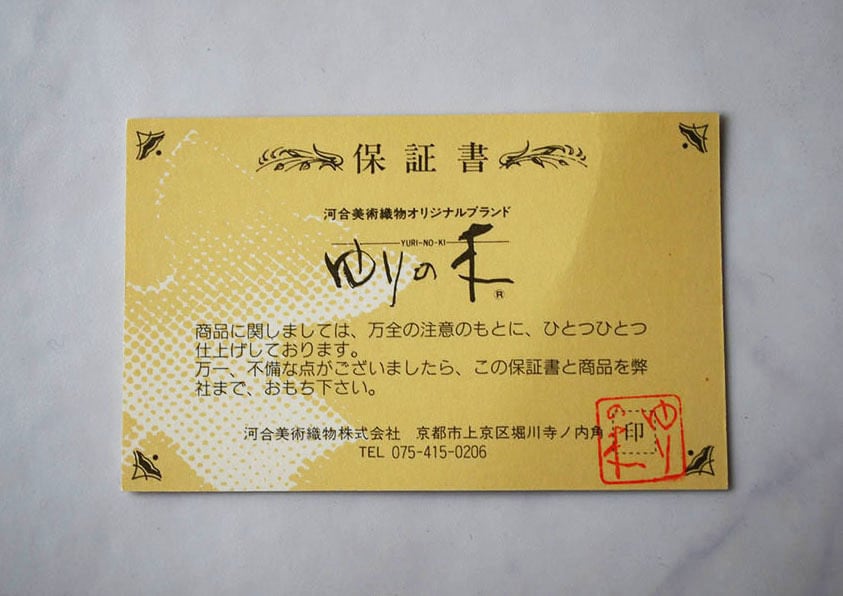 保証書
河合美術織物オリジナルブランド
YURI-NO-KI
ゆりの木
®
商品に関しましては、万全の注意のもとに、ひとつひとつ
仕上げしております。
万一、不備な点がございましたら、この保証書と商品を弊
社まで、おもち下さい。
河合美術織物株式会社　京都市上京区堀川寺ノ内角
TEL 075-415-0206
印
ゆり
の木